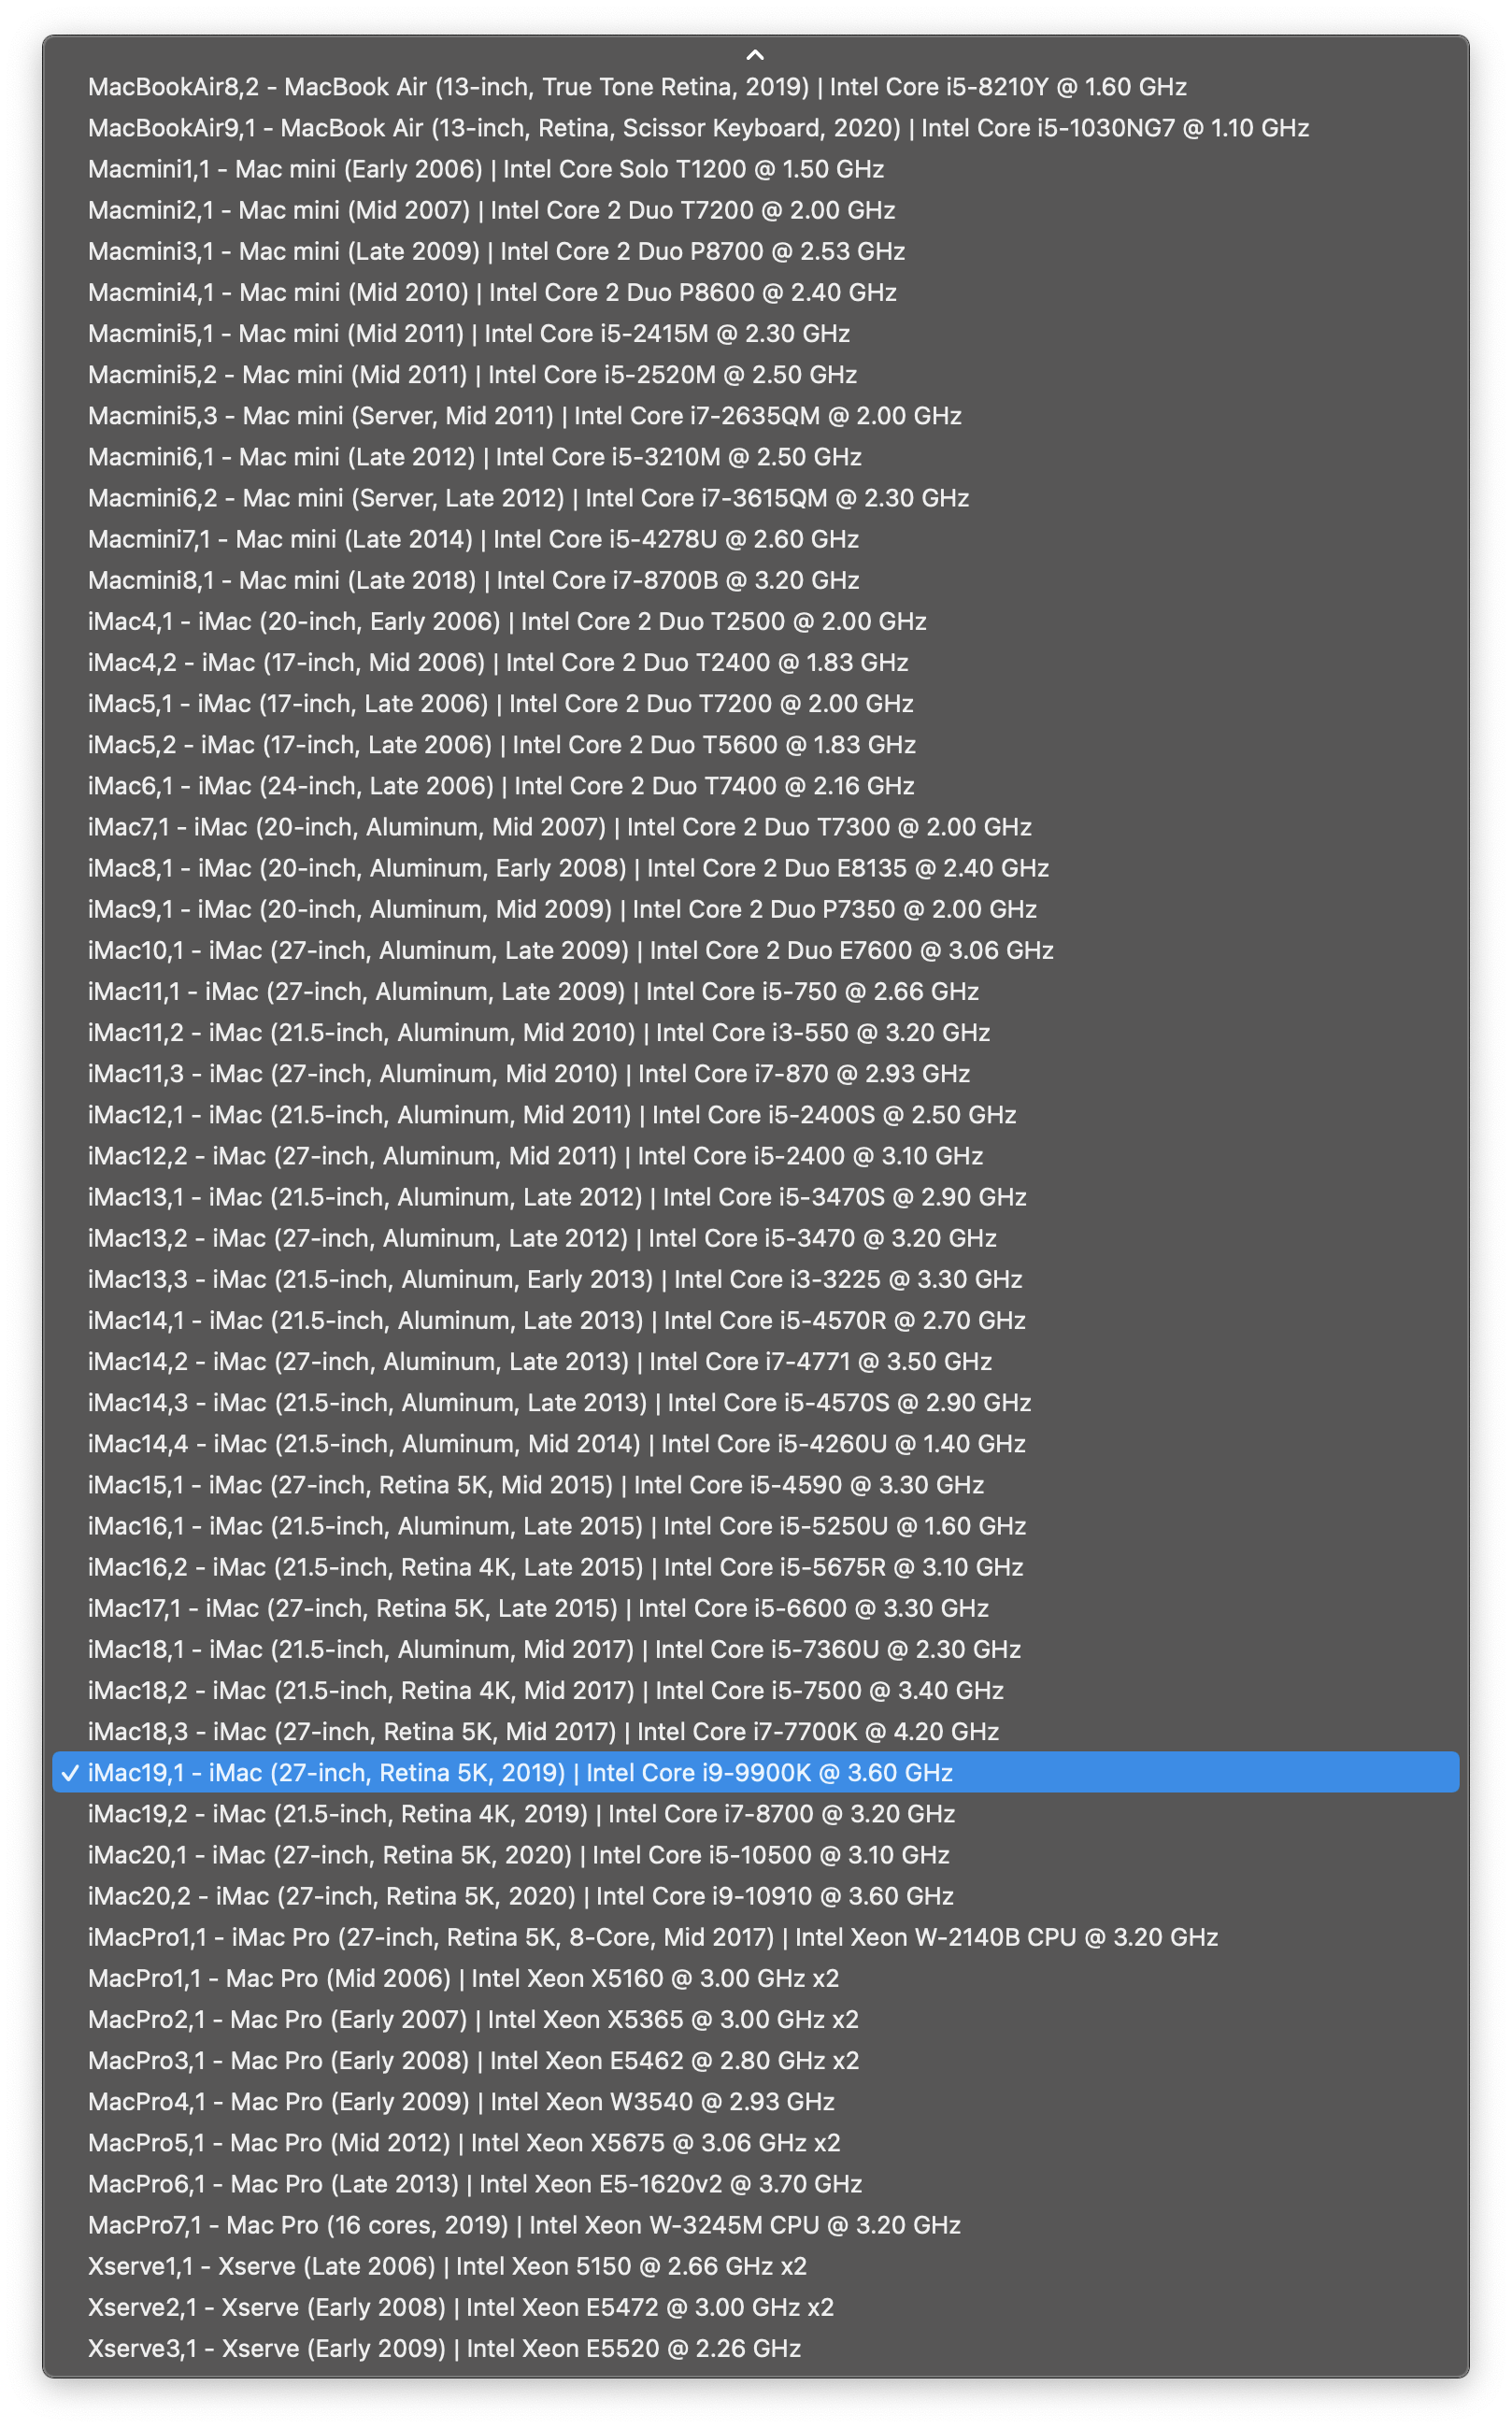 MacBookAir8,2 - MacBook Air (13-inch, True Tone Retina, 2019) | Intel Core i5-8210Y @ 1.60 GHz
MacBookAir9,1 - MacBook Air (13-inch, Retina, Scissor Keyboard, 2020) | Intel Core i5-1030NG7 @ 1.10 GHz
Macmini1,1 - Mac mini (Early 2006) | Intel Core Solo T1200 @ 1.50 GHz
Macmini2,1 - Mac mini (Mid 2007) | Intel Core 2 Duo T7200 @ 2.00 GHz
Macmini3,1 - Mac mini (Late 2009) | Intel Core 2 Duo P8700 @ 2.53 GHz
Macmini4,1 - Mac mini (Mid 2010) | Intel Core 2 Duo P8600 @ 2.40 GHz
Macmini5,1 - Mac mini (Mid 2011) | Intel Core i5-2415M @ 2.30 GHz
Macmini5,2 - Mac mini (Mid 2011) | Intel Core i5-2520M @ 2.50 GHz
Macmini5,3 - Mac mini (Server, Mid 2011) | Intel Core i7-2635QM @ 2.00 GHz
Macmini6,1 - Mac mini (Late 2012) | Intel Core i5-3210M @ 2.50 GHz
Macmini6,2 - Mac mini (Server, Late 2012) | Intel Core i7-3615QM @ 2.30 GHz
Macmini7,1 - Mac mini (Late 2014) | Intel Core i5-4278U @ 2.60 GHz
Macmini8,1 - Mac mini (Late 2018) | Intel Core i7-8700B @ 3.20 GHz
iMac4,1 - iMac (20-inch, Early 2006) | Intel Core 2 Duo T2500 @ 2.00 GHz
iMac4,2 - iMac (17-inch, Mid 2006) | Intel Core 2 Duo T2400 @ 1.83 GHz
iMac5,1 - iMac (17-inch, Late 2006) | Intel Core 2 Duo T7200 @ 2.00 GHz
iMac5,2 - iMac (17-inch, Late 2006) | Intel Core 2 Duo T5600 @ 1.83 GHz
iMac6,1 - iMac (24-inch, Late 2006) | Intel Core 2 Duo T7400 @ 2.16 GHz
iMac7,1 - iMac (20-inch, Aluminum, Mid 2007) | Intel Core 2 Duo T7300 @ 2.00 GHz
iMac8,1 - iMac (20-inch, Aluminum, Early 2008) | Intel Core 2 Duo E8135 @ 2.40 GHz
iMac9,1 - iMac (20-inch, Aluminum, Mid 2009) | Intel Core 2 Duo P7350 @ 2.00 GHz
iMac10,1 - iMac (27-inch, Aluminum, Late 2009) | Intel Core 2 Duo E7600 @ 3.06 GHz
iMac11,1 - iMac (27-inch, Aluminum, Late 2009) | Intel Core i5-750 @ 2.66 GHz
iMac11,2 - iMac (21.5-inch, Aluminum, Mid 2010) | Intel Core i3-550 @ 3.20 GHz
iMac11,3 - iMac (27-inch, Aluminum, Mid 2010) | Intel Core i7-870 @ 2.93 GHz
iMac12,1 - iMac (21.5-inch, Aluminum, Mid 2011) | Intel Core i5-2400S @ 2.50 GHz
iMac12,2 - iMac (27-inch, Aluminum, Mid 2011) | Intel Core i5-2400 @ 3.10 GHz
iMac13,1 - iMac (21.5-inch, Aluminum, Late 2012) | Intel Core i5-3470S @ 2.90 GHz
iMac13,2 - iMac (27-inch, Aluminum, Late 2012) | Intel Core i5-3470 @ 3.20 GHz
iMac13,3 - iMac (21.5-inch, Aluminum, Early 2013) | Intel Core i3-3225 @ 3.30 GHz
iMac14,1 - iMac (21.5-inch, Aluminum, Late 2013) | Intel Core i5-4570R @ 2.70 GHz
iMac14,2 - iMac (27-inch, Aluminum, Late 2013) | Intel Core i7-4771 @ 3.50 GHz
iMac14,3 - iMac (21.5-inch, Aluminum, Late 2013) | Intel Core i5-4570S @ 2.90 GHz
iMac14,4 - iMac (21.5-inch, Aluminum, Mid 2014) | Intel Core i5-4260U @ 1.40 GHz
iMac15,1 - iMac (27-inch, Retina 5K, Mid 2015) | Intel Core i5-4590 @ 3.30 GHz
iMac16,1 - iMac (21.5-inch, Aluminum, Late 2015) | Intel Core i5-5250U @ 1.60 GHz
iMac16,2 - iMac (21.5-inch, Retina 4K, Late 2015) | Intel Core i5-5675R @ 3.10 GHz
iMac17,1 - iMac (27-inch, Retina 5K, Late 2015) | Intel Core i5-6600 @ 3.30 GHz
iMac18,1 - iMac (21.5-inch, Aluminum, Mid 2017) | Intel Core i5-7360U @ 2.30 GHz
iMac18,2 - iMac (21.5-inch, Retina 4K, Mid 2017) | Intel Core i5-7500 @ 3.40 GHz
iMac18,3 - iMac (27-inch, Retina 5K, Mid 2017) | Intel Core i7-7700K @ 4.20 GHz
✓ iMac19,1 - iMac (27-inch, Retina 5K, 2019) | Intel Core i9-9900K @ 3.60 GHz
iMac19,2 - iMac (21.5-inch, Retina 4K, 2019) | Intel Core i7-8700 @ 3.20 GHz
iMac20,1 - iMac (27-inch, Retina 5K, 2020) | Intel Core i5-10500 @ 3.10 GHz
iMac20,2 - iMac (27-inch, Retina 5K, 2020) | Intel Core i9-10910 @ 3.60 GHz
iMacPro1,1 - iMac Pro (27-inch, Retina 5K, 8-Core, Mid 2017) | Intel Xeon W-2140B CPU @ 3.20 GHz
MacPro1,1 - Mac Pro (Mid 2006) | Intel Xeon X5160 @ 3.00 GHz x2
MacPro2,1 - Mac Pro (Early 2007) | Intel Xeon X5365 @ 3.00 GHz x2
MacPro3,1 - Mac Pro (Early 2008) | Intel Xeon E5462 @ 2.80 GHz x2
MacPro4,1 - Mac Pro (Early 2009) | Intel Xeon W3540 @ 2.93 GHz
MacPro5,1 - Mac Pro (Mid 2012) | Intel Xeon X5675 @ 3.06 GHz x2
MacPro6,1 - Mac Pro (Late 2013) | Intel Xeon E5-1620v2 @ 3.70 GHz
MacPro7,1 - Mac Pro (16 cores, 2019) | Intel Xeon W-3245M CPU @ 3.20 GHz
Xserve1,1 - Xserve (Late 2006) | Intel Xeon 5150 @ 2.66 GHz x2
Xserve2,1 - Xserve (Early 2008) | Intel Xeon E5472 @ 3.00 GHz x2
Xserve3,1 - Xserve (Early 2009) | Intel Xeon E5520 @ 2.26 GHz